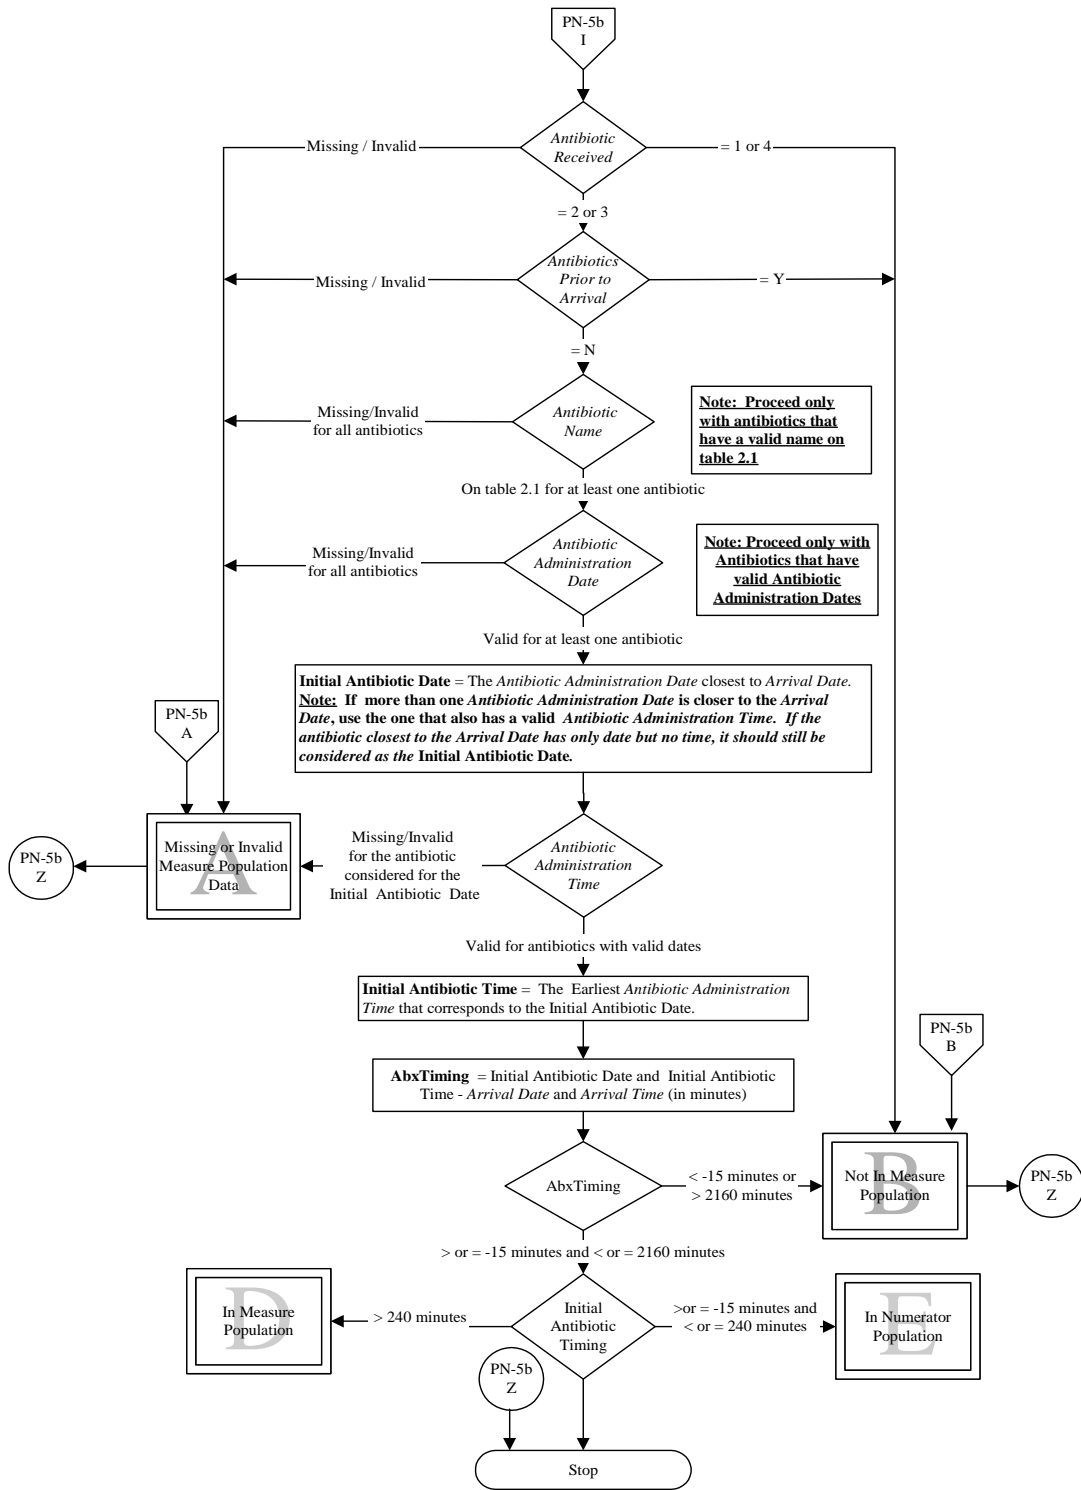 PN-5b
I
Antibiotic
Received
Missing / Invalid
= 1 or 4
= 2 or 3
Antibiotics
Prior to
Arrival
Missing / Invalid
= Y
= N
Antibiotic
Name
Missing/Invalid
for all antibiotics
Note: Proceed only
with antibiotics that
have a valid name on
table 2.1
On table 2.1 for at least one antibiotic
Antibiotic
Administration
Date
Missing/Invalid
for all antibiotics
Note: Proceed only with
Antibiotics that have
valid Antibiotic
Administration Dates
Valid for at least one antibiotic
Initial Antibiotic Date = The Antibiotic Administration Date closest to Arrival Date.
Note: If more than one Antibiotic Administration Date is closer to the Arrival
Date, use the one that also has a valid Antibiotic Administration Time. If the
antibiotic closest to the Arrival Date has only date but no time, it should still be
considered as the Initial Antibiotic Date.
PN-5b
A
PN-5b
Z
A
Missing or Invalid
Measure Population
Data
Missing/Invalid
for the antibiotic
considered for the
Initial Antibiotic Date
Antibiotic
Administration
Time
Valid for antibiotics with valid dates
Initial Antibiotic Time = The Earliest Antibiotic Administration
Time that corresponds to the Initial Antibiotic Date.
PN-5b
B
AbxTiming = Initial Antibiotic Date and Initial Antibiotic
Time - Arrival Date and Arrival Time (in minutes)
AbxTiming
< -15 minutes or
> 2160 minutes
B
Not In Measure
Population
PN-5b
Z
> or = -15 minutes and < or = 2160 minutes
D
In Measure
Population
> 240 minutes
Initial
Antibiotic
Timing
>or = -15 minutes and
< or = 240 minutes
E
In Numerator
Population
PN-5b
Z
Stop